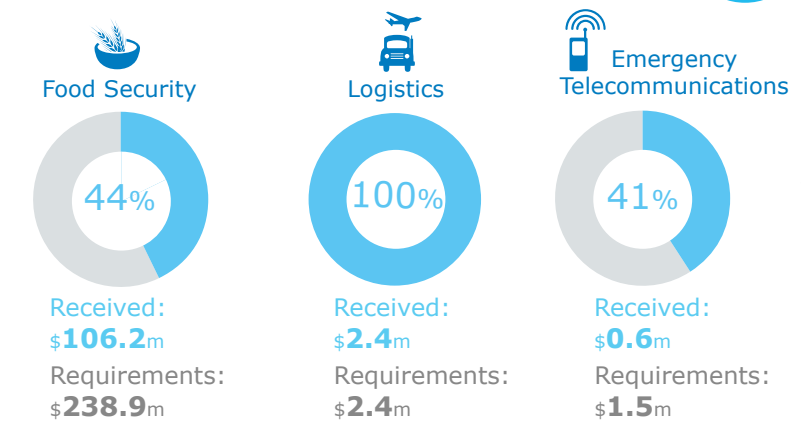 Food Security
44%
Received:
$106.2m
Requirements:
$238.9m
Logistics
100%
Received:
$2.4m
Requirements:
$2.4m
Emergency
Telecommunications
41%
Received:
$0.6m
Requirements:
$1.5m